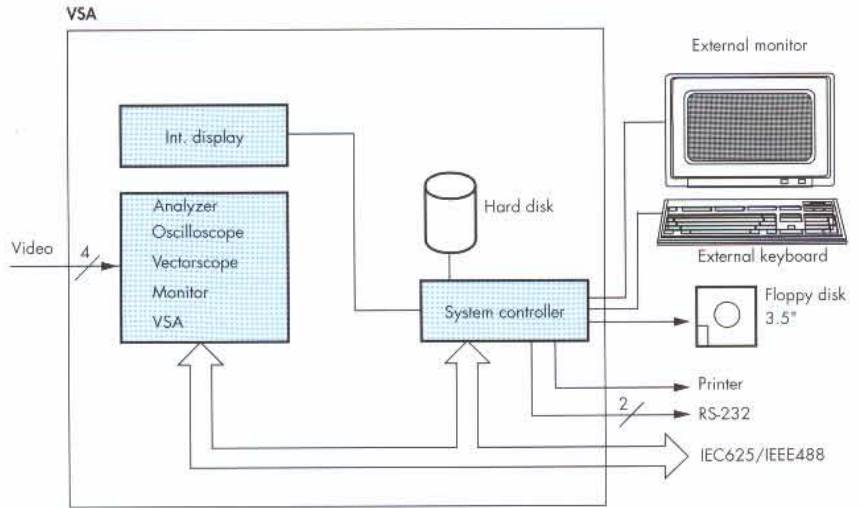 VSA
External monitor
Int. display
Analyzer
Oscilloscope
Vectorscope
Monitor
VSA
Video
4
Hard disk
System controller
External keyboard
Floppy disk
3.5"
Printer
2
RS-232
IEC625/IEEE488